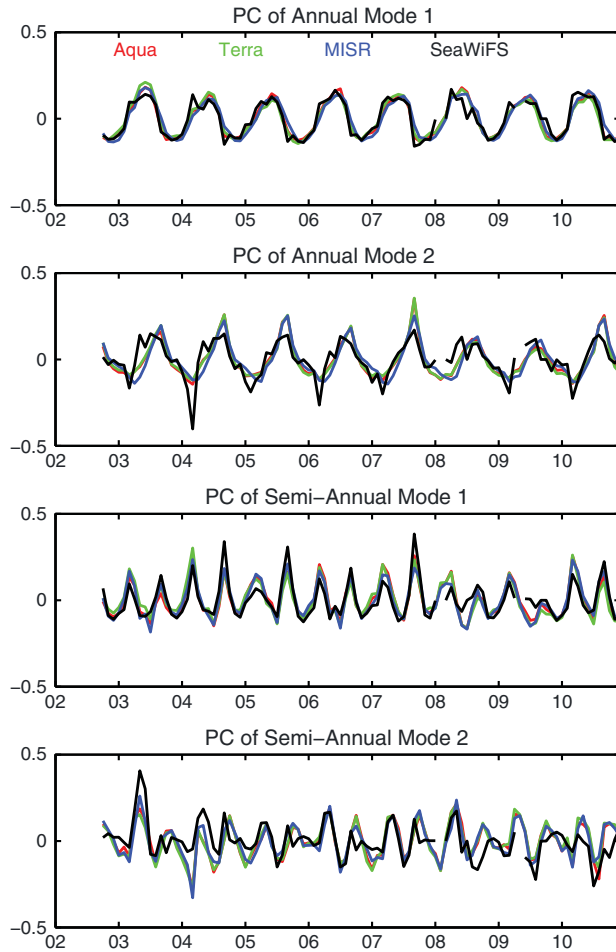 PC of Annual Mode 1
0.5
Aqua Terra MISR SeaWiFS
0
−0.5
02 03 04 05 06 07 08 09 10
PC of Annual Mode 2
0.5
0
−0.5
02 03 04 05 06 07 08 09 10
PC of Semi−Annual Mode 1
0.5
0
−0.5
02 03 04 05 06 07 08 09 10
PC of Semi−Annual Mode 2
0.5
0
−0.5
02 03 04 05 06 07 08 09 10